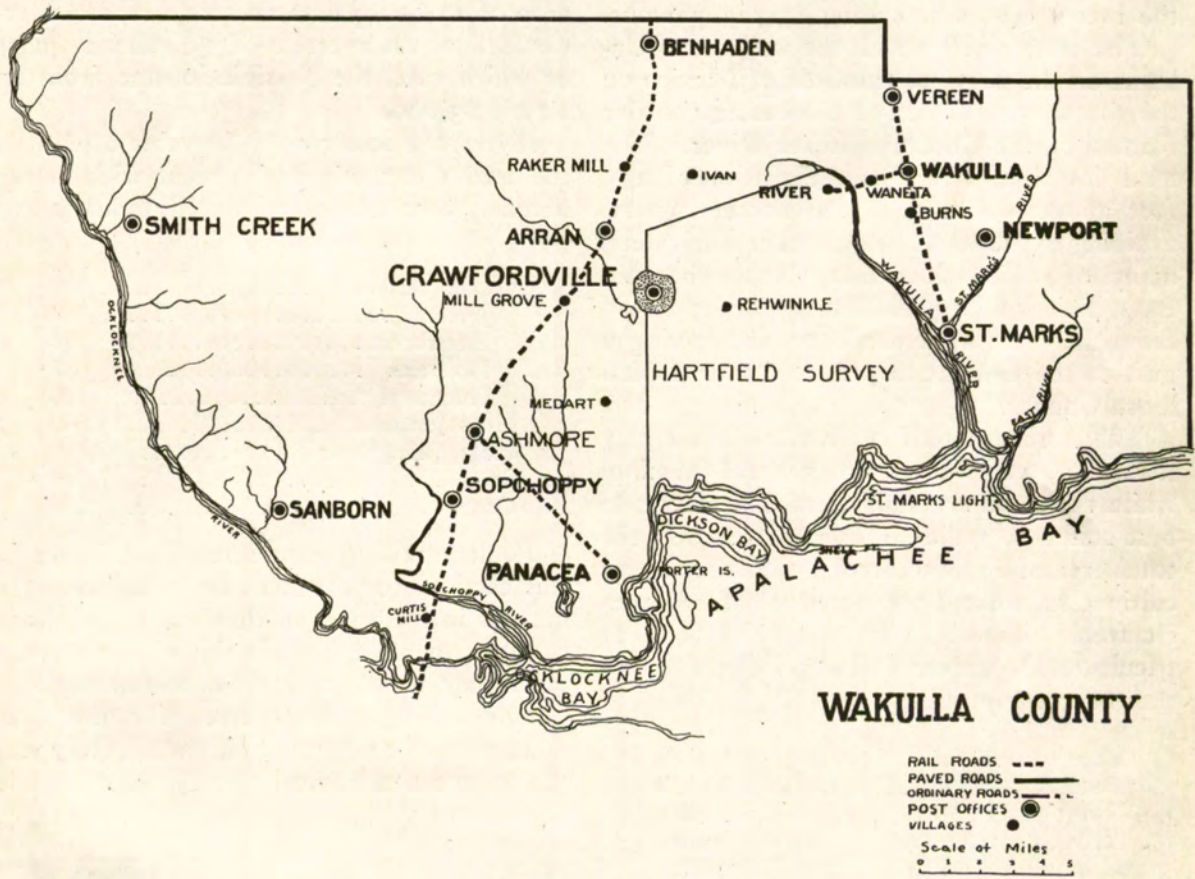 BENHADEN
VEREEN
RAKER MILL
IVAN
WAKULLA
RIVER
WANETA
BURNS
RIVER
SMITH CREEK
ARRAN
NEWPORT
CRAWFORDVILLE
MILL GROVE
REHWINKLE
WAKULLA
ST. MARKS
OCKLOCKNEE
ST. MARKS
RIVER
HARTFIELD SURVEY
MEDART
EAST RIVER
ASHMORE
SOPCHOPPY
SANBORN
RIVER
ST. MARKS LIGHT
DICKSON BAY
SHELL PT.
APALACHEE BAY
PANACEA
PORTER IS.
SOPCHOPPY RIVER
CURTIS
MILL
OCKLOCKNEE
BAY
WAKULLA COUNTY
RAIL ROADS
PAVED ROADS
ORDINARY ROADS
POST OFFICES
VILLAGES
Scale of Miles
0 1 2 3 4 5